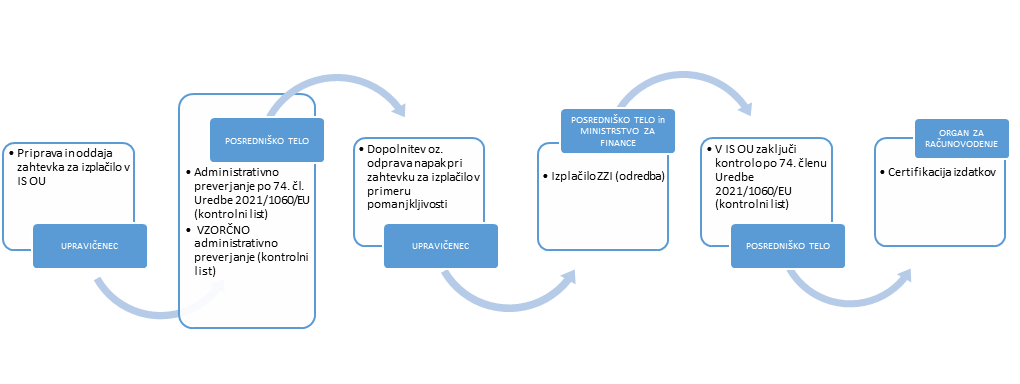 • Priprava in oddaja
zahtevka za izplačilo v
IS OU
UPRAVIČENEC
POSREDNIŠKO TELO
• Administrativno
preverjanje po 74. čl.
Uredbe 2021/1060/EU
(kontrolni list)
• VZORČNO
administrativno
preverjanje (kontrolni
list)
• Dopolnitev oz.
odprava napak pri
zahtevku za izplačilo v
primeru
pomanjkljivosti
UPRAVIČENEC
POSREDNIŠKO TELO in
MINISTRSTVO ZA
FINANCE
• Izplačilo ZZI (odredba)
• V IS OU zaključi
kontrolo po 74. členu
Uredbe
2021/1060/EU
(kontrolni list)
POSREDNIŠKO TELO
ORGAN ZA
RAČUNOVODENJE
• Certifikacija izdatkov